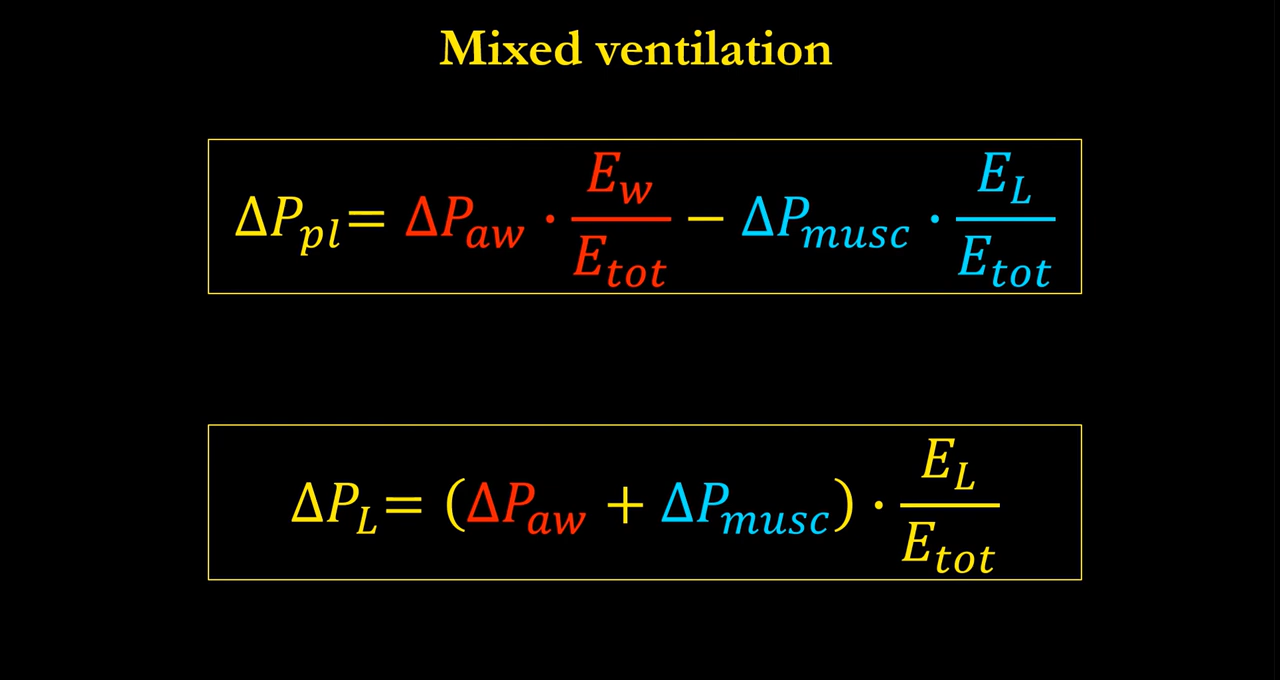 Mixed ventilation
ΔP_pl = ΔP_aw · E_w/E_tot − ΔP_musc · E_L/E_tot
ΔP_L = (ΔP_aw + ΔP_musc) · E_L/E_tot